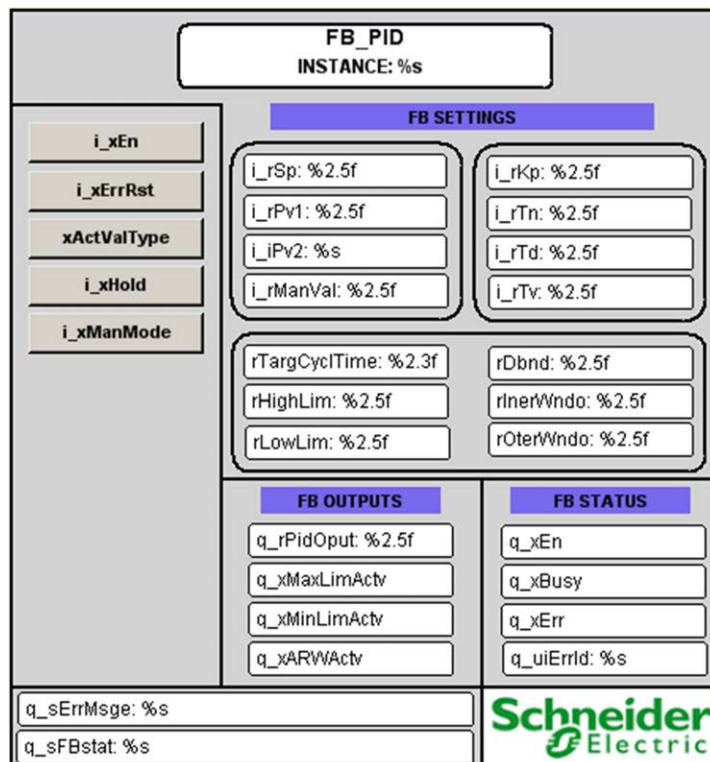 FB_PID
INSTANCE: %s
i_xEn
i_xErrRst
xActValType
i_xHold
i_xManMode
FB SETTINGS
i_rSp: %2.5f
i_rPv1: %2.5f
i_iPv2: %s
i_rManVal: %2.5f
i_rKp: %2.5f
i_rTn: %2.5f
i_rTd: %2.5f
i_rTv: %2.5f
rTargCyclTime: %2.3f
rHighLim: %2.5f
rLowLim: %2.5f
rDbnd: %2.5f
rInerWndo: %2.5f
rOterWndo: %2.5f
FB OUTPUTS
q_rPidOput: %2.5f
q_xMaxLimActv
q_xMinLimActv
q_xARWActv
FB STATUS
q_xEn
q_xBusy
q_xErr
q_uiErrId: %s
q_sErrMsge: %s
q_sFBstat: %s
Schneider
Electric